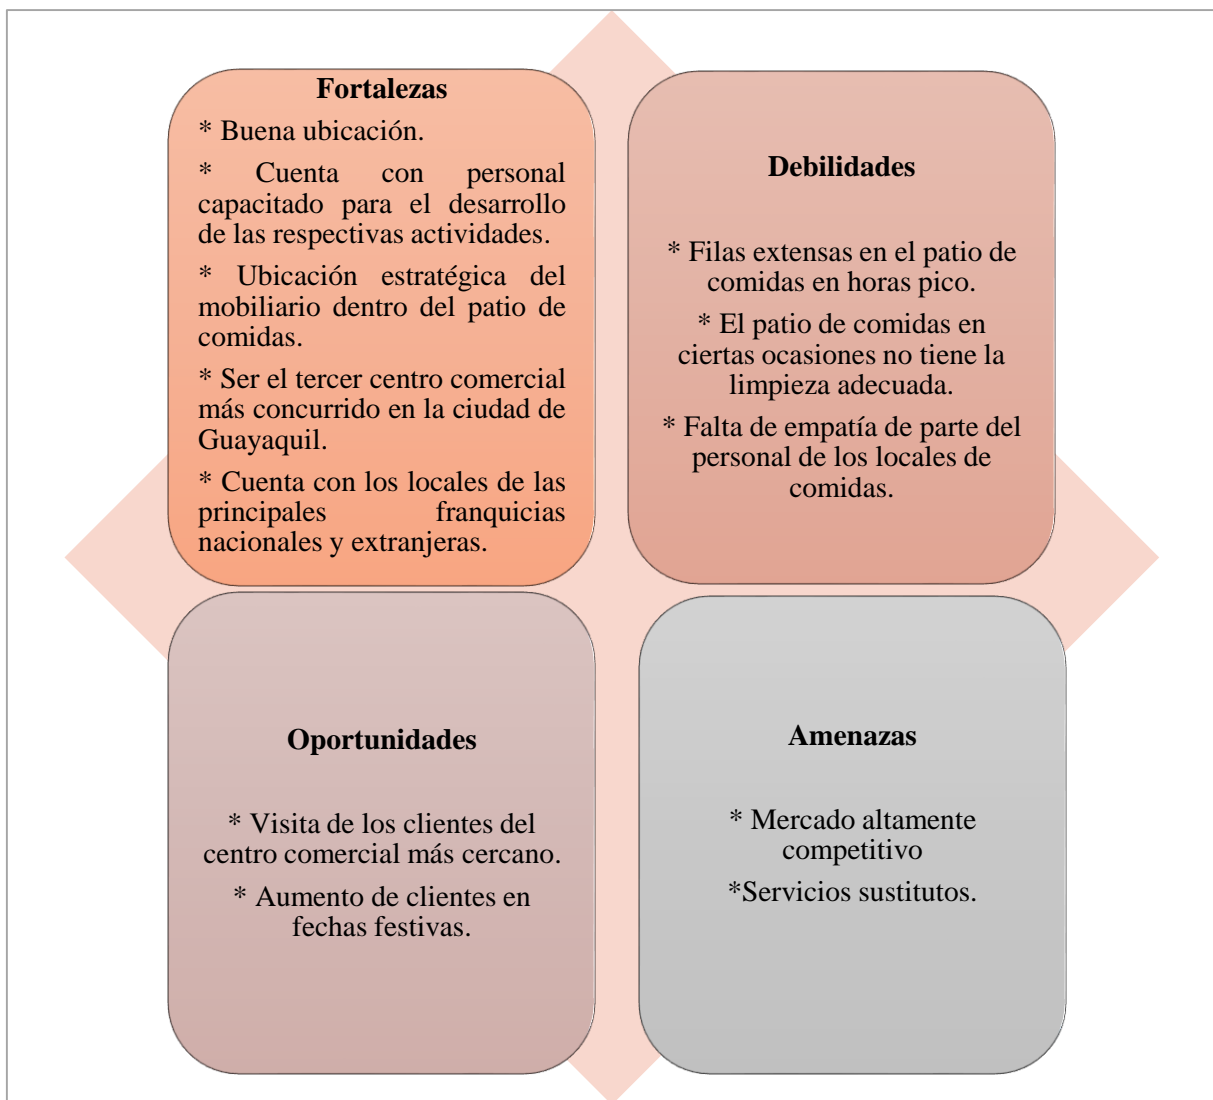 Fortalezas
* Buena ubicación.
* Cuenta con personal
capacitado para el desarrollo
de las respectivas actividades.
* Ubicación estratégica del
mobiliario dentro del patio de
comidas.
* Ser el tercer centro comercial
más concurrido en la ciudad de
Guayaquil.
* Cuenta con los locales de las
principales franquicias
nacionales y extranjeras.
Debilidades
* Filas extensas en el patio de
comidas en horas pico.
* El patio de comidas en
ciertas ocasiones no tiene la
limpieza adecuada.
* Falta de empatía de parte del
personal de los locales de
comidas.
Oportunidades
* Visita de los clientes del
centro comercial más cercano.
* Aumento de clientes en
fechas festivas.
Amenazas
* Mercado altamente
competitivo
*Servicios sustitutos.